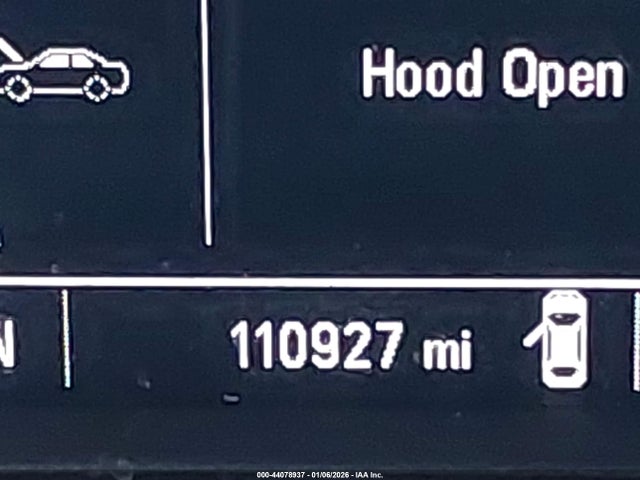 Hood Open
N
110927 mi
000-44078937 - 01/06/2026 - IAA Inc.